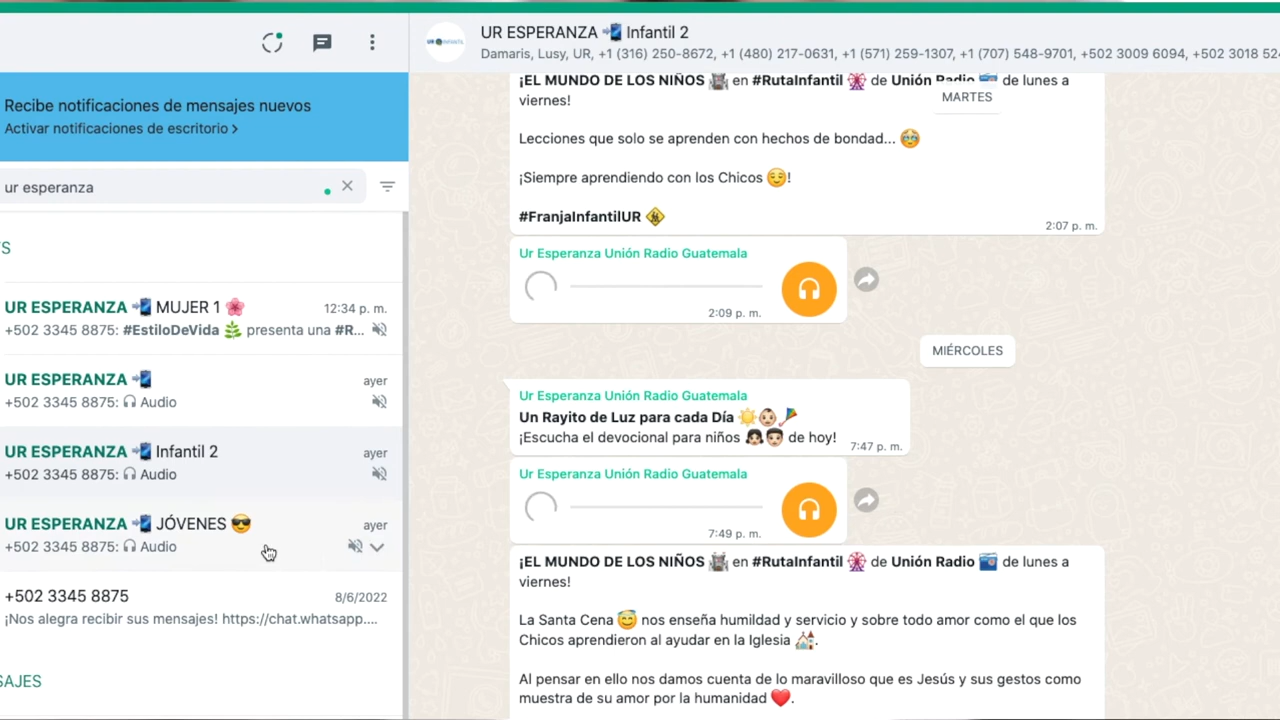 UR ESPERANZA 📲 Infantil 2
Damaris, Lusy, UR, +1 (316) 250-8672, +1 (480) 217-0631, +1 (571) 259-1307, +1 (707) 548-9701, +502 3009 6094, +502 3018 524
Recibe notificaciones de mensajes nuevos
Activar notificaciones de escritorio >
ur esperanza
TS
UR ESPERANZA 📲 MUJER 1 🌸
12:34 p. m.
+502 3345 8875: #EstiloDeVida 🌿 presenta una #R...
UR ESPERANZA 📲
ayer
+502 3345 8875: 🎧 Audio
UR ESPERANZA 📲 Infantil 2
ayer
+502 3345 8875: 🎧 Audio
UR ESPERANZA 📲 JÓVENES 😎
ayer
+502 3345 8875: 🎧 Audio
+502 3345 8875
8/6/2022
¡Nos alegra recibir sus mensajes! https://chat.whatsapp....
SAJES
¡EL MUNDO DE LOS NIÑOS 🎡 en #RutaInfantil 🎡 de Unión Radio 📻 de lunes a
viernes!
MARTES
Lecciones que solo se aprenden con hechos de bondad... 🥹
¡Siempre aprendiendo con los Chicos 😌!
#FranjaInfantilUR 🚸
2:07 p. m.
Ur Esperanza Unión Radio Guatemala
2:09 p. m.
MIÉRCOLES
Ur Esperanza Unión Radio Guatemala
Un Rayito de Luz para cada Día ☀️👶🏻🪁
¡Escucha el devocional para niños 👧🏻👦🏻 de hoy!
7:47 p. m.
Ur Esperanza Unión Radio Guatemala
7:49 p. m.
¡EL MUNDO DE LOS NIÑOS 🎡 en #RutaInfantil 🎡 de Unión Radio 📻 de lunes a
viernes!
La Santa Cena 😇 nos enseña humildad y servicio y sobre todo amor como el que los
Chicos aprendieron al ayudar en la Iglesia ⛪.
Al pensar en ello nos damos cuenta de lo maravilloso que es Jesús y sus gestos como
muestra de su amor por la humanidad ❤️.